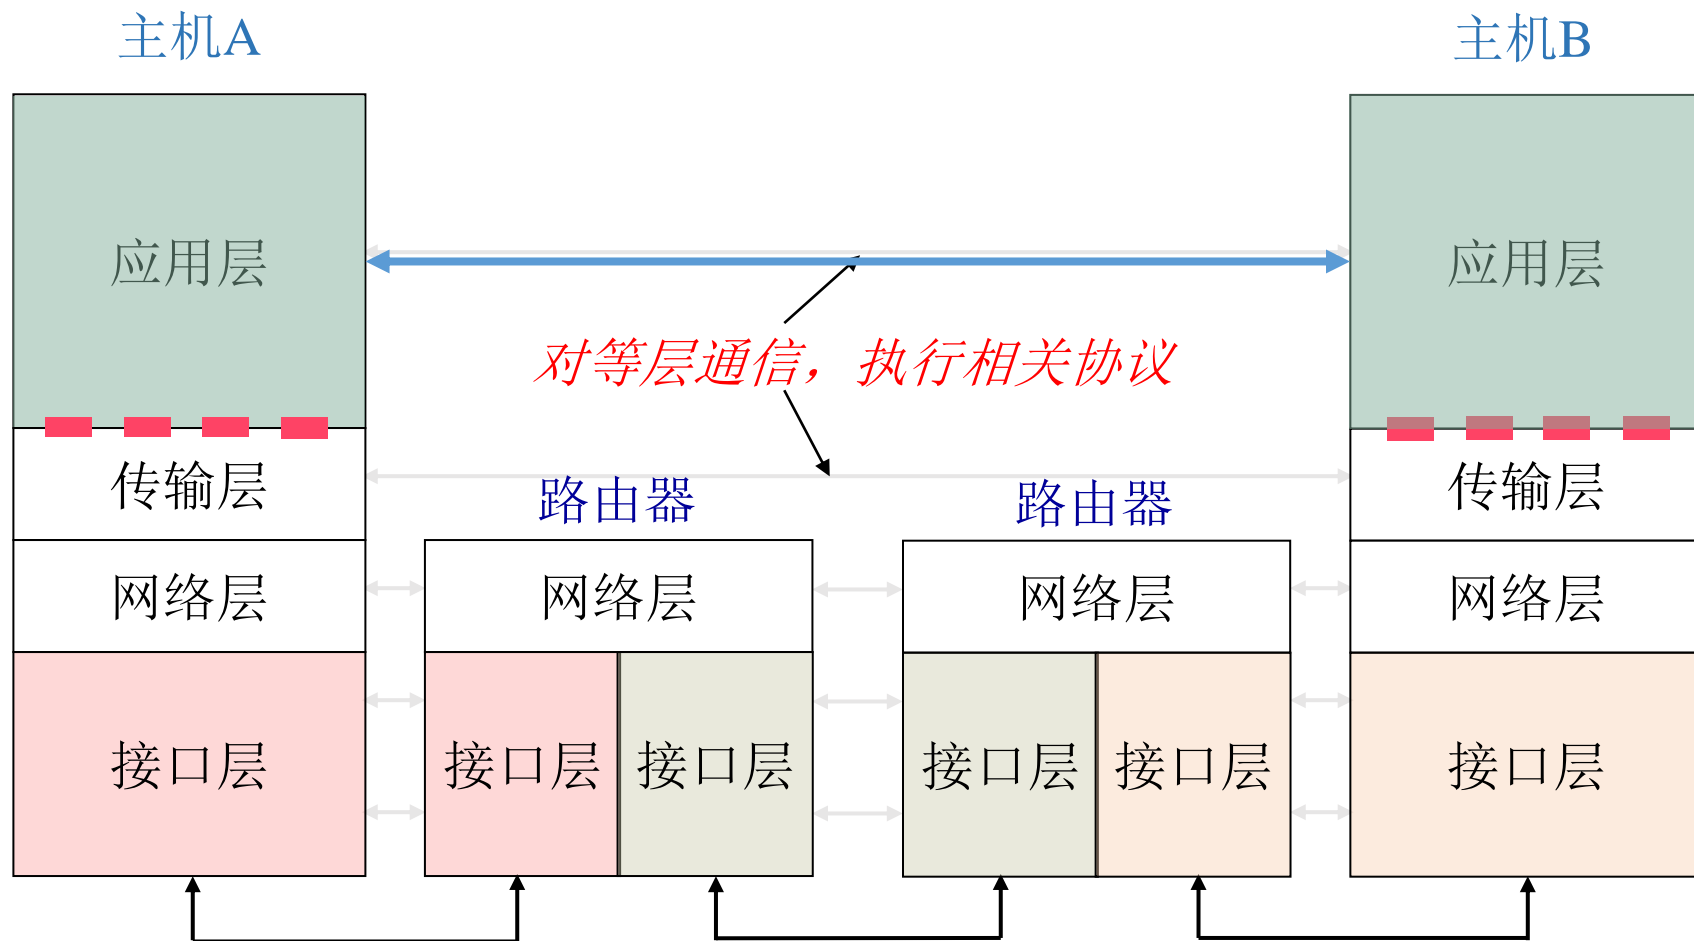 主机A
主机B
应用层
应用层
对等层通信，执行相关协议
传输层
路由器
路由器
传输层
网络层
网络层
网络层
网络层
接口层
接口层
接口层
接口层
接口层
接口层